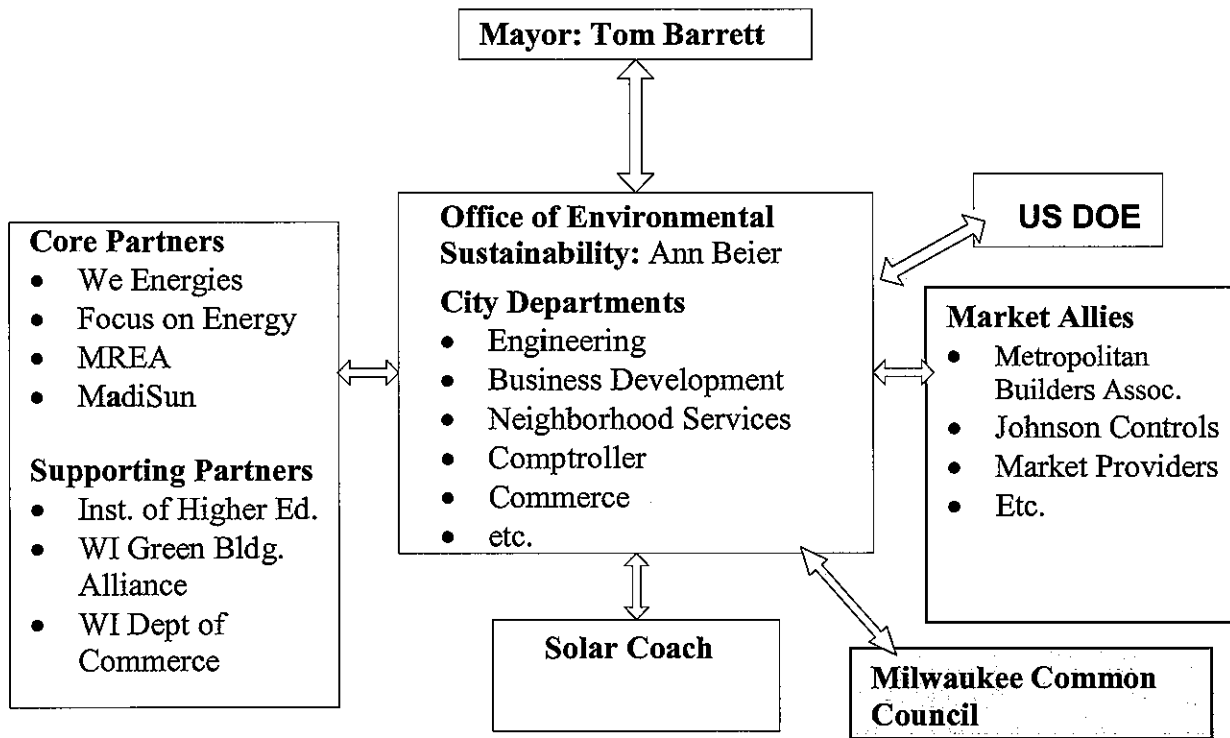 Mayor: Tom Barrett
Office of Environmental
Sustainability: Ann Beier
City Departments
• Engineering
• Business Development
• Neighborhood Services
• Comptroller
• Commerce
• etc.
US DOE
Core Partners
• We Energies
• Focus on Energy
• MREA
• MadiSun
Supporting Partners
• Inst. of Higher Ed.
• WI Green Bldg.
Alliance
• WI Dept of
Commerce
Market Allies
• Metropolitan
Builders Assoc.
• Johnson Controls
• Market Providers
• Etc.
Solar Coach
Milwaukee Common
Council